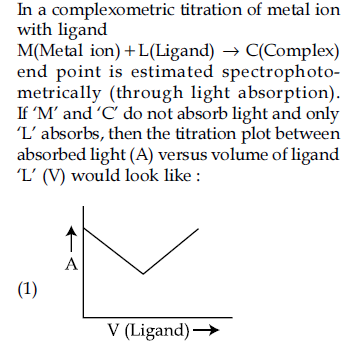 In a complexometric titration of metal ion
with ligand
M(Metal ion) + L(Ligand) → C(Complex)
end point is estimated spectrophoto-
metrically (through light absorption).
If ‘M’ and ‘C’ do not absorb light and only
‘L’ absorbs, then the titration plot between
absorbed light (A) versus volume of ligand
‘L’ (V) would look like :
A
(1)
V (Ligand)